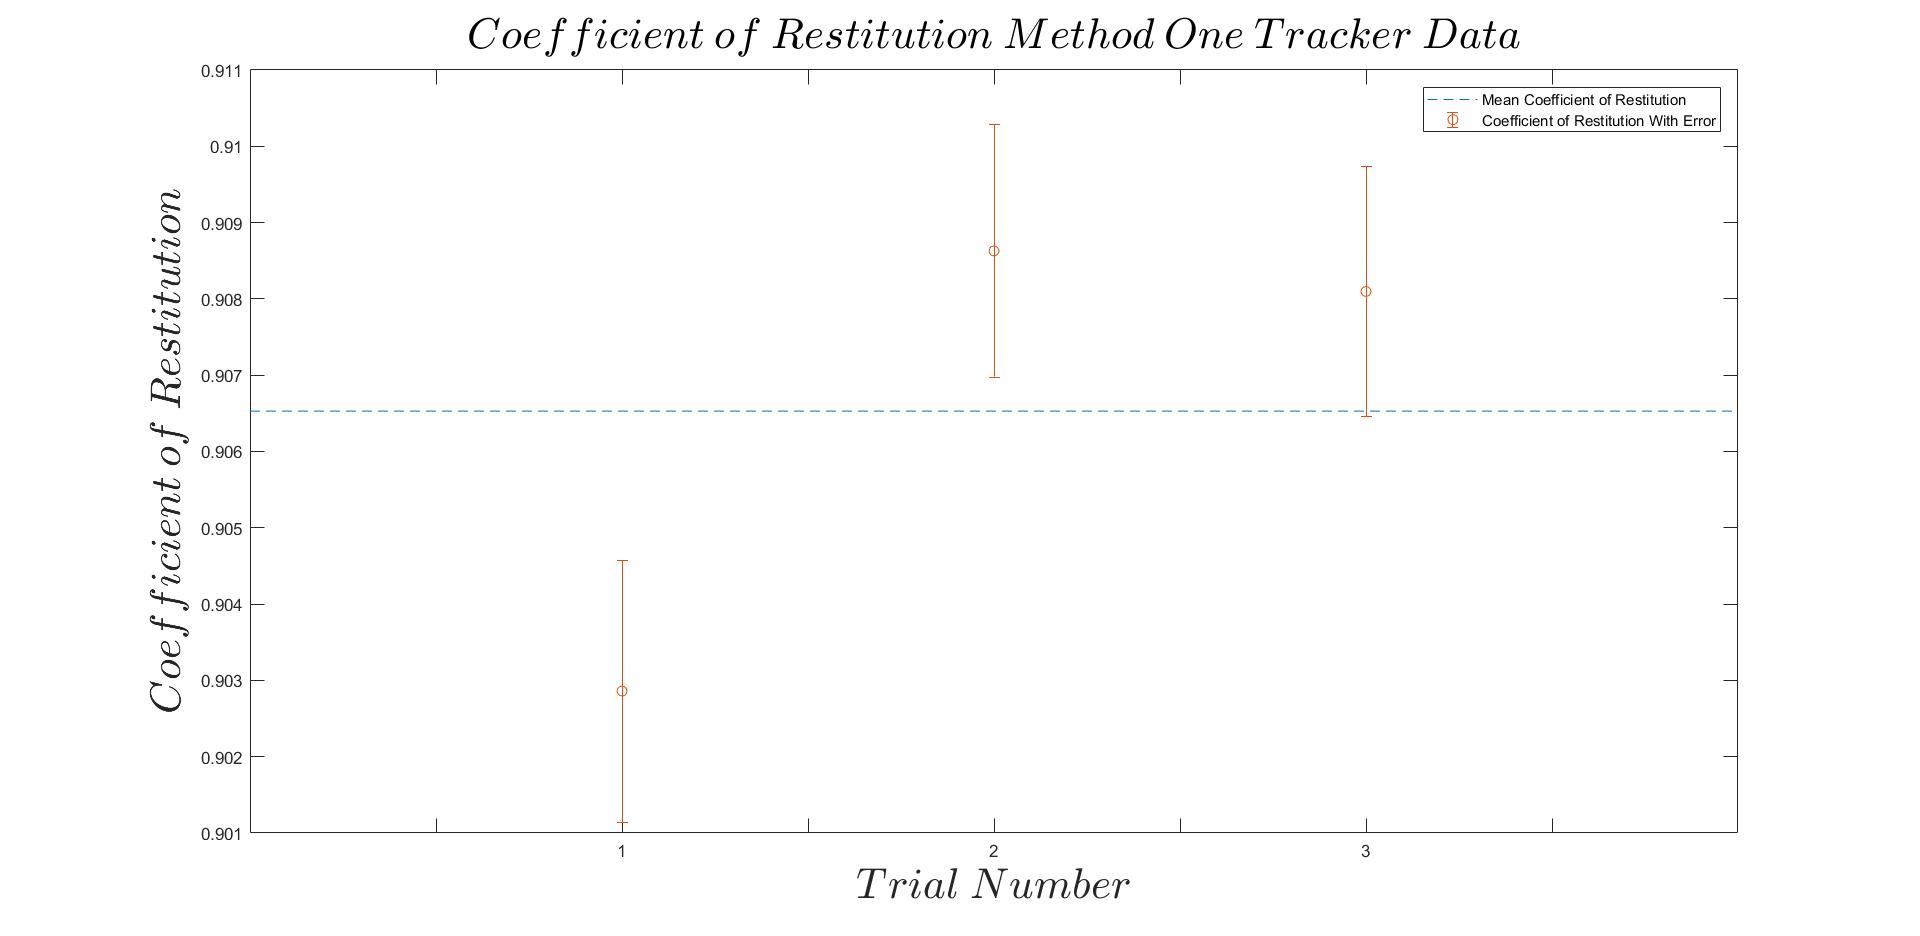 Coefficient of Restitution Method One Tracker Data
0.911
0.91
0.909
0.908
0.907
0.906
0.905
0.904
0.903
0.902
0.901
Coefficient of Restitution
Mean Coefficient of Restitution
Coefficient of Restitution With Error
1 2 3
Trial Number